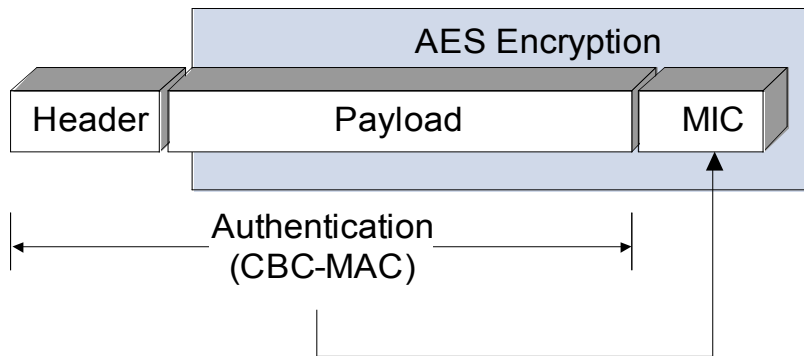 AES Encryption
Header Payload MIC
Authentication
(CBC-MAC)